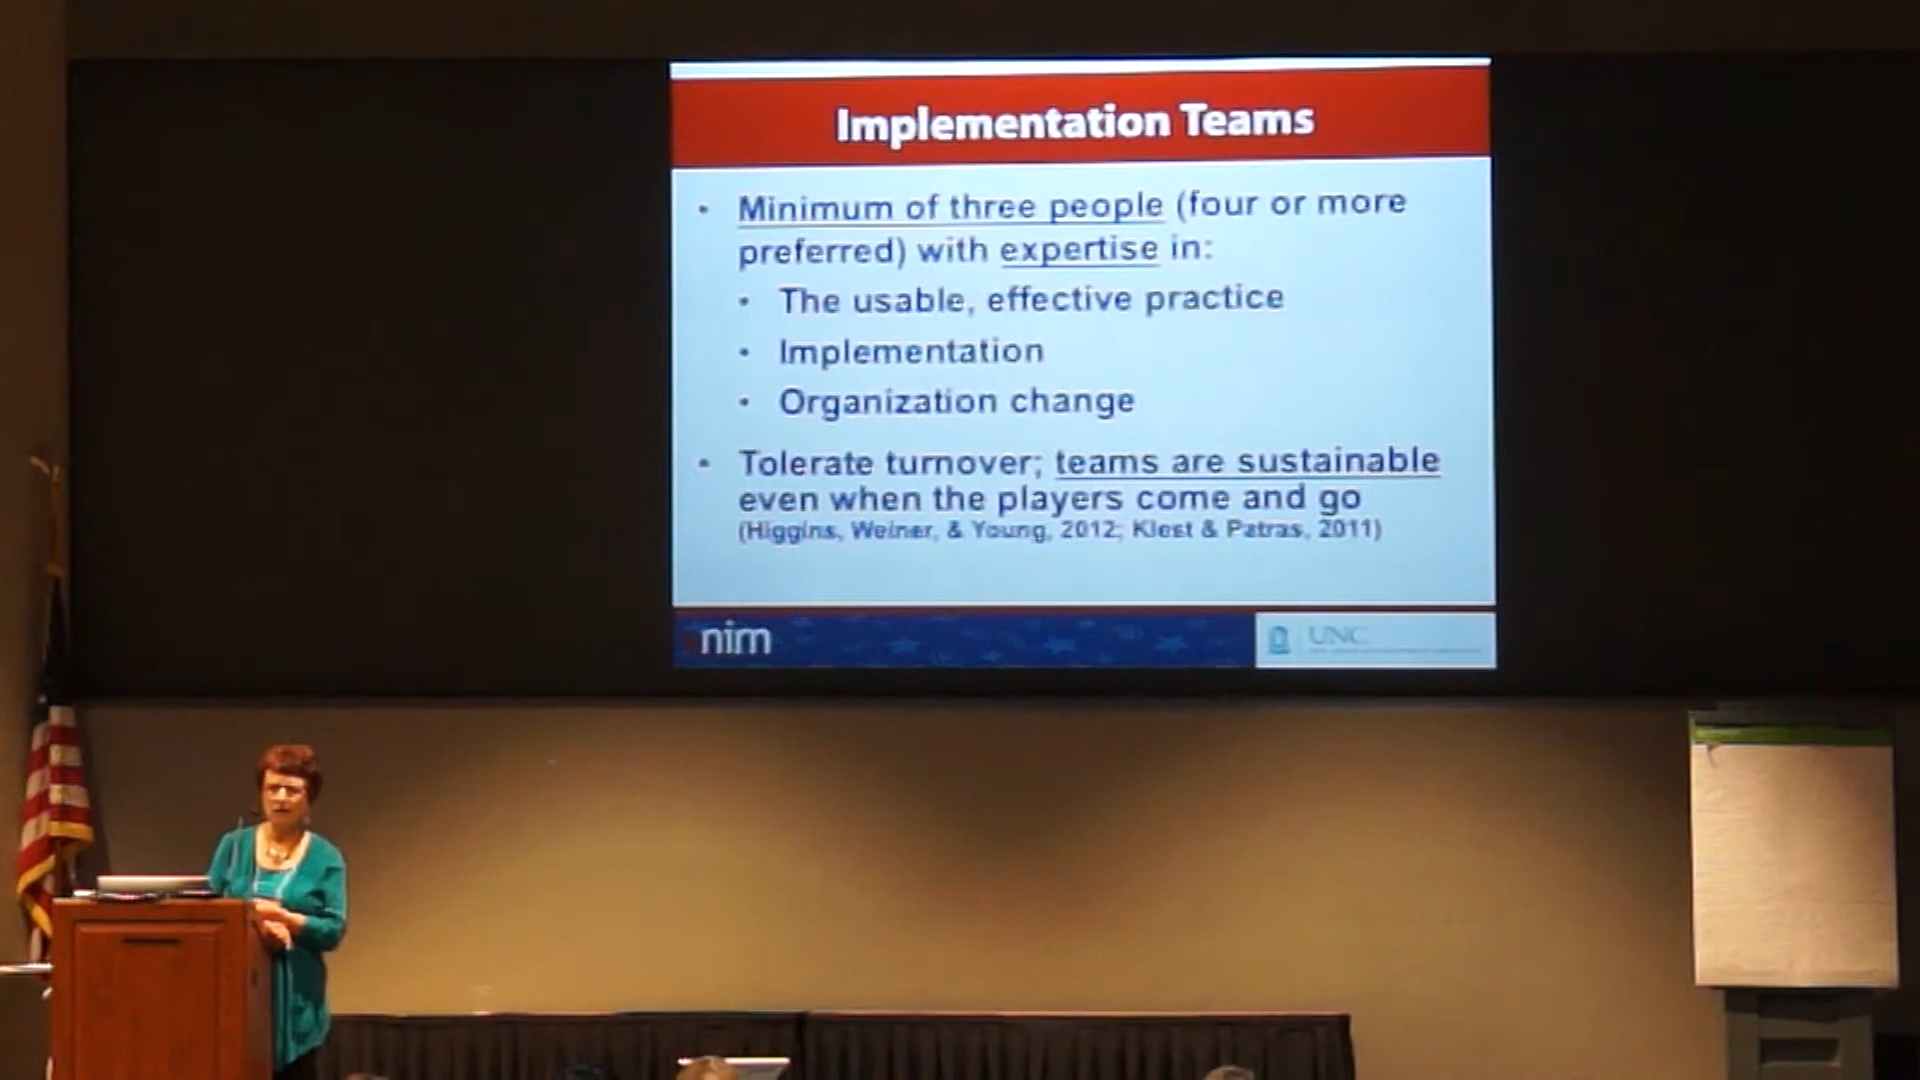 Implementation Teams
• Minimum of three people (four or more
preferred) with expertise in:
• The usable, effective practice
• Implementation
• Organization change
• Tolerate turnover; teams are sustainable
even when the players come and go
(Higgins, Weiner, & Young, 2012; Klest & Patras, 2011)
nim
UNC